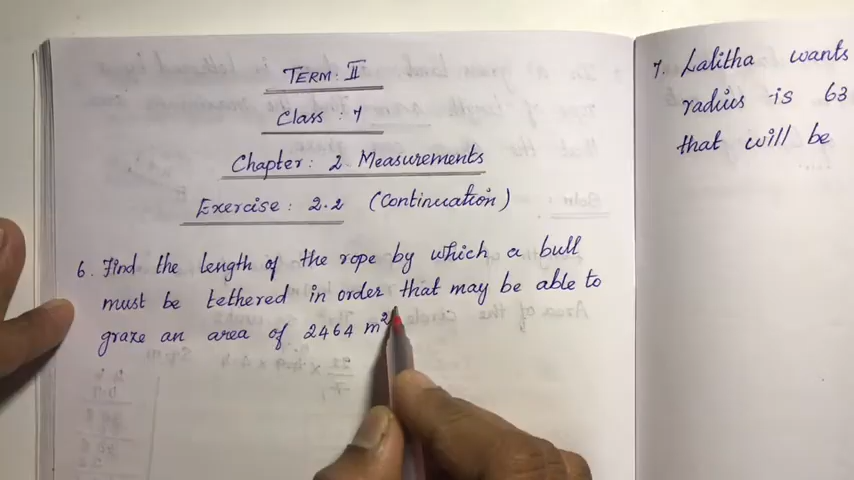 TERM: II
Class: 7
Chapter: 2 Measurements
Exercise: 2.2 (Continuation)
6. Find the length of the rope by which a bull
must be tethered in order that may be able to
graze an area of 2464 m²
7. Lalitha wants
radius is 63
that will be